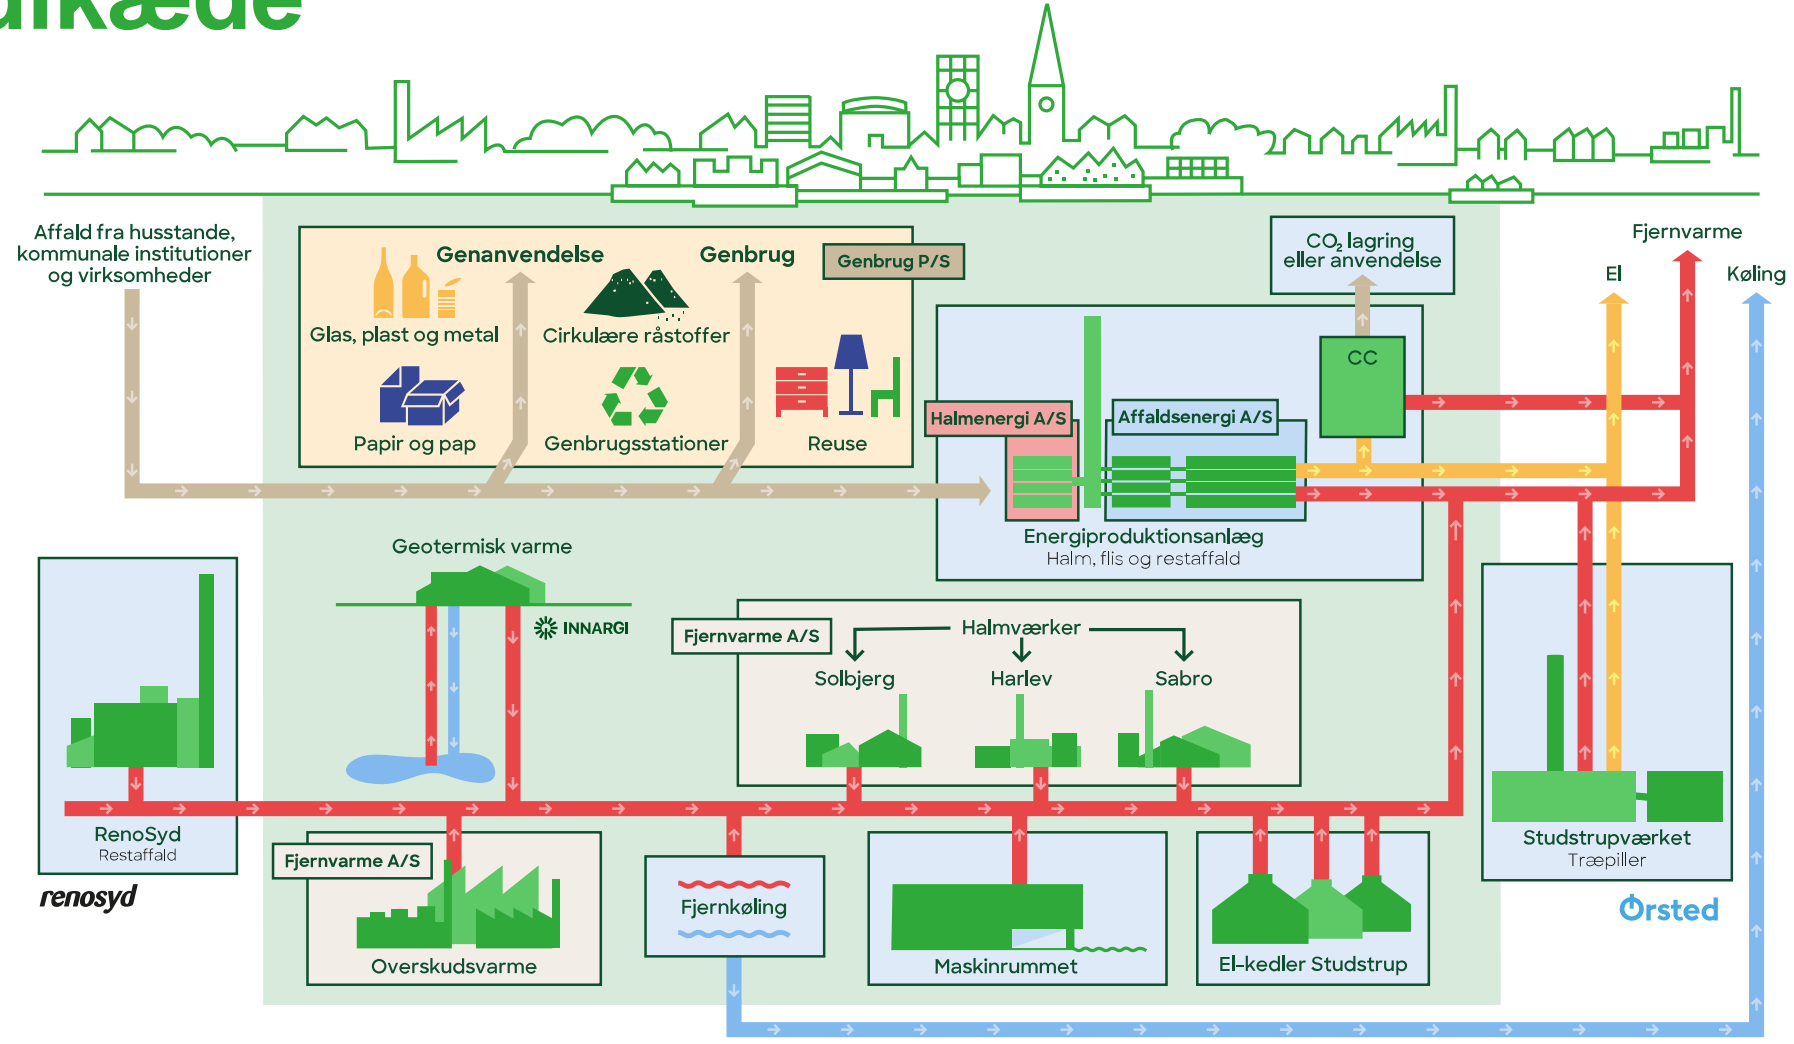 Affald fra husstande,
kommunale institutioner
og virksomheder
Genanvendelse
Genbrug
Genbrug P/S
Glas, plast og metal
Cirkulære råstoffer
Papir og pap
Genbrugsstationer
Reuse
CO₂ lagring
eller anvendelse
Fjernvarme
El
Køling
CC
Halmenergi A/S
Affaldsenergi A/S
Energiproduktionsanlæg
Halm, flis og restaffald
Geotermisk varme
INNARGI
Fjernvarme A/S
Halmværker
Solbjerg
Harlev
Sabro
RenoSyd
Restaffald
renosyd
Fjernvarme A/S
Overskudsvarme
Fjernkøling
Maskinrummet
El-kedler Studstrup
Studstrupværket
Træpiller
Ørsted